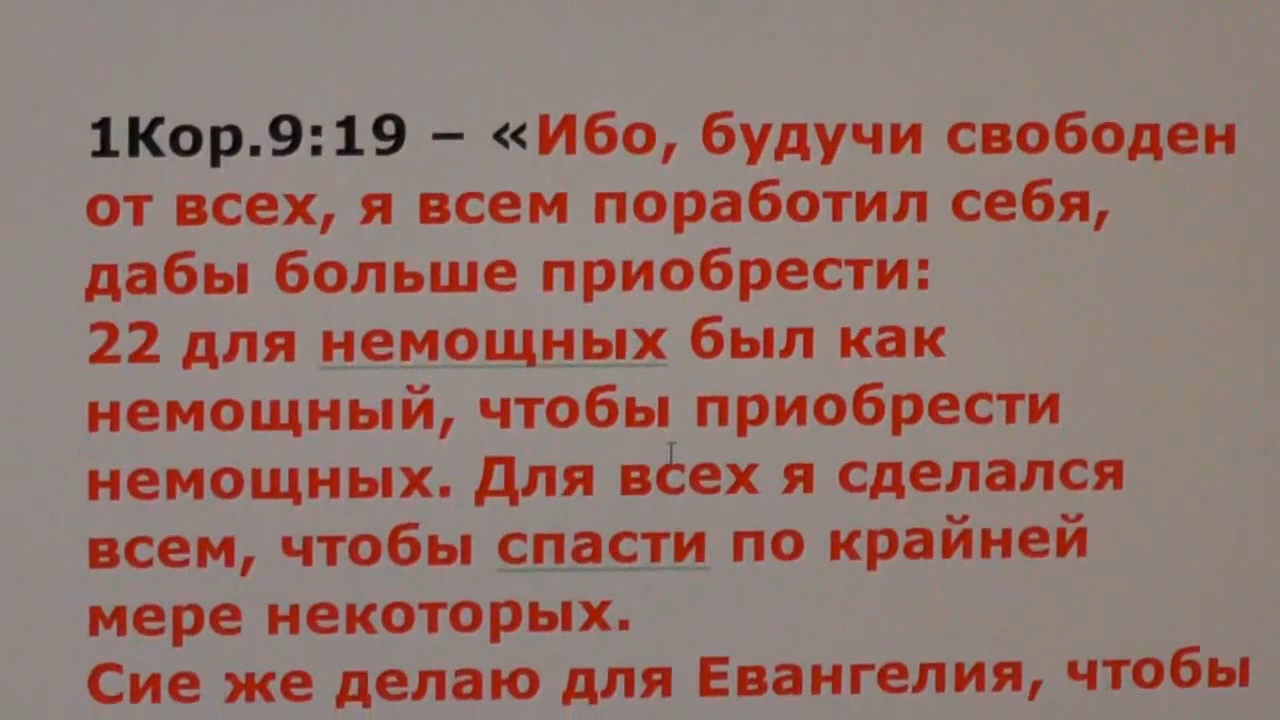 1Кор.9:19 – «Ибо, будучи свободен
от всех, я всем поработил себя,
дабы больше приобрести:
22 для немощных был как
немощный, чтобы приобрести
немощных. Для всех я сделался
всем, чтобы спасти по крайней
мере некоторых.
Сие же делаю для Евангелия, чтобы